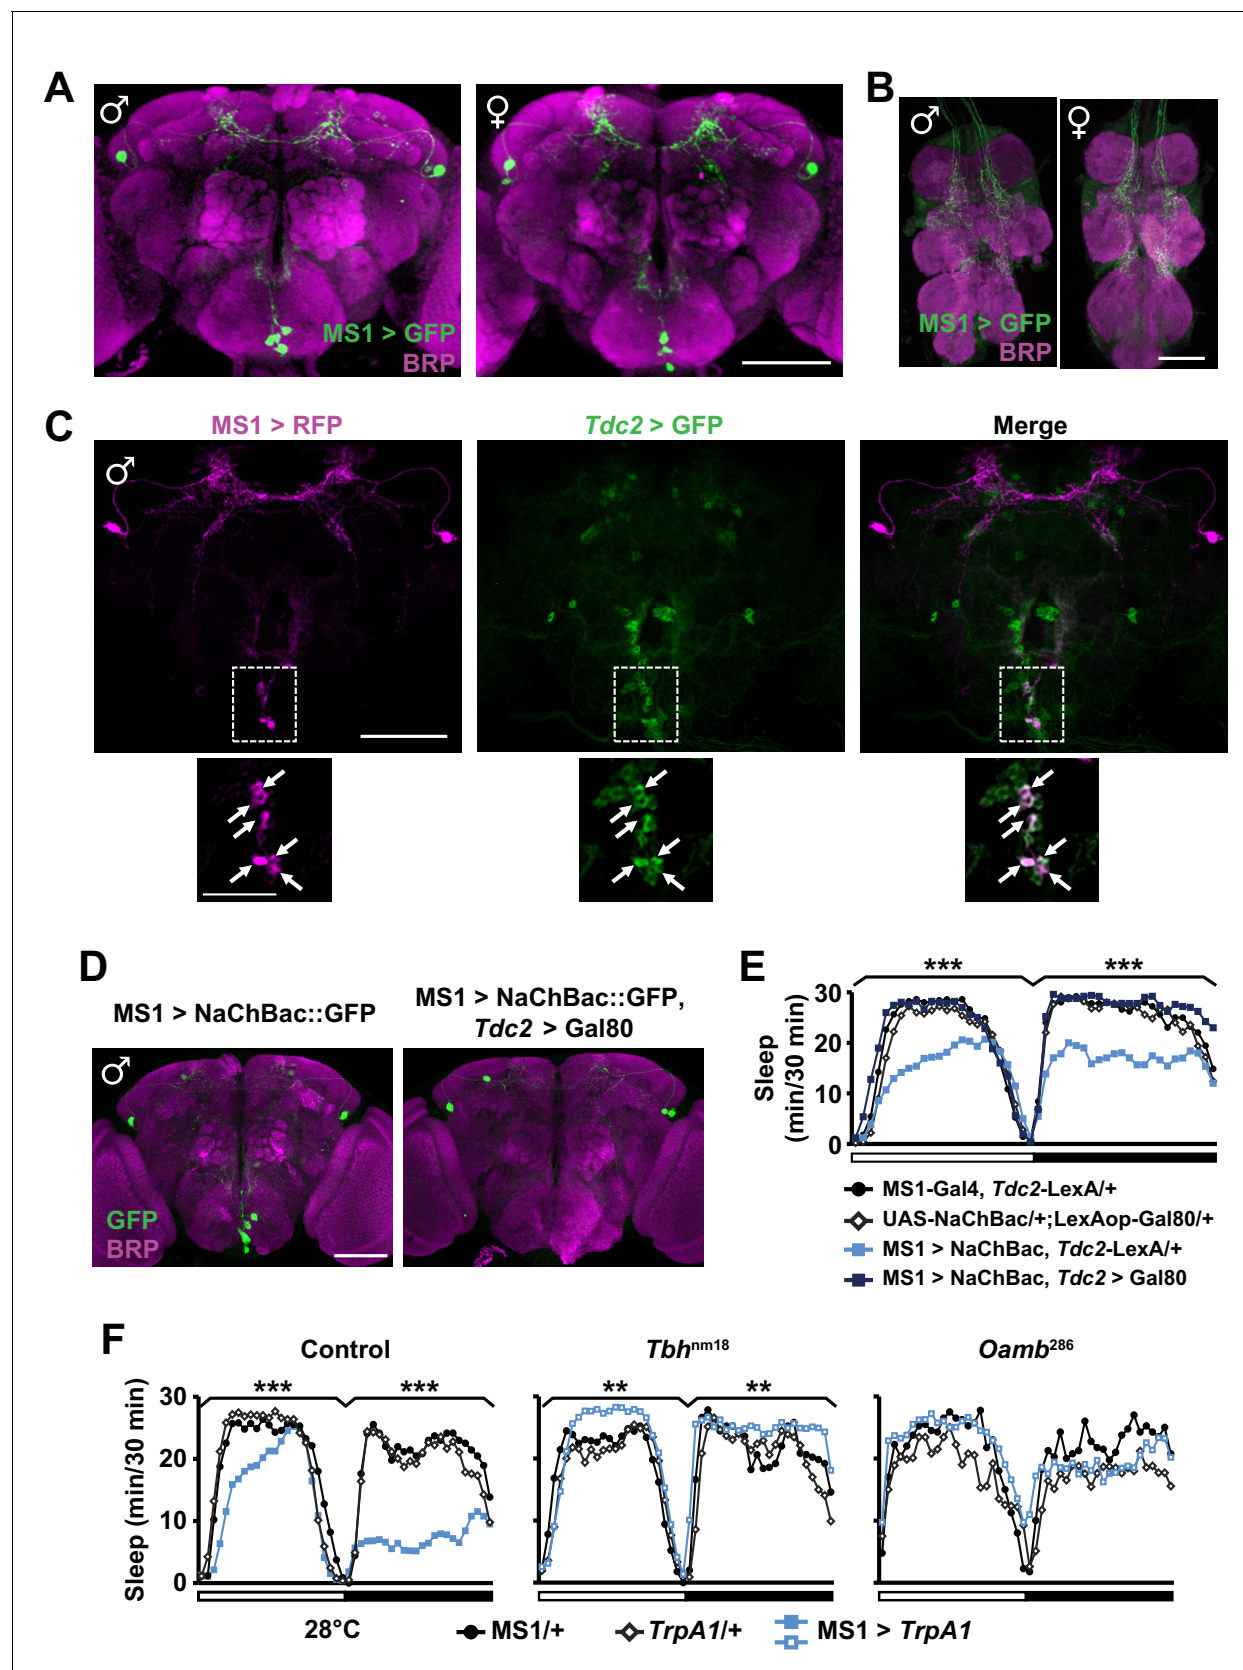 A
♂
♀
MS1 > GFP
BRP
B
♂
♀
MS1 > GFP
BRP
C
MS1 > RFP
Tdc2 > GFP
Merge
♂
D
MS1 > NaChBac::GFP
MS1 > NaChBac::GFP,
Tdc2 > Gal80
♂
GFP
BRP
E
***
***
Sleep
(min/30 min)
30
20
10
0
MS1-Gal4, Tdc2-LexA/+
UAS-NaChBac/+;LexAop-Gal80/+
MS1 > NaChBac, Tdc2-LexA/+
MS1 > NaChBac, Tdc2 > Gal80
F
Control
Tbhnm18
Oamb286
***
***
**
**
Sleep (min/30 min)
30
20
10
0
28°C
MS1/+
TrpA1/+
MS1 > TrpA1